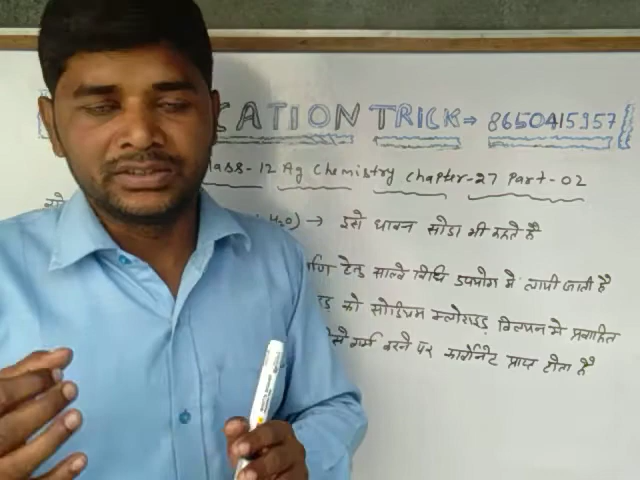 CATION TRICK → 8650415957
lass-12 Ag Chemistry Chapter-27 Part-02
H₂O) → इसे धावन सोडा भी कहते है
टेन्ड साल्वे विधि उपयोग में लायी जाती है
को सोडियम क्लोराइड विलयन मे प्रवाहित
गर्म करने पर कार्बोनेट प्राप्त होता है